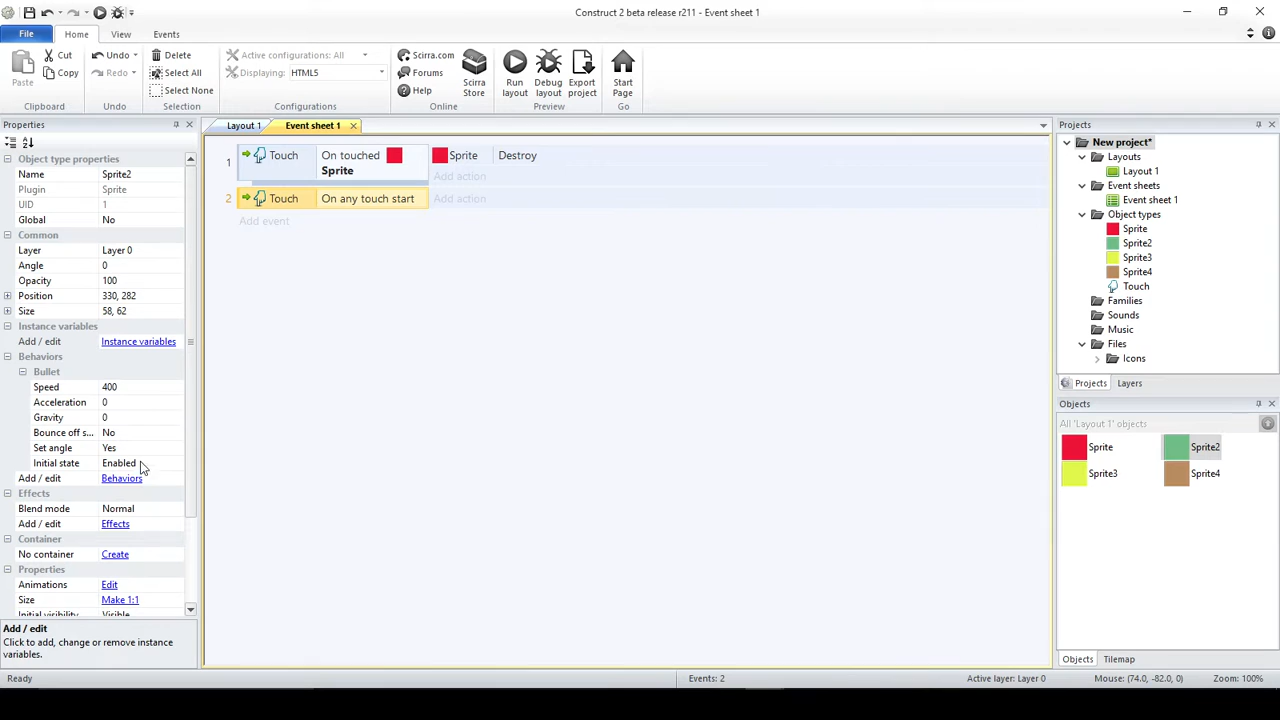 Construct 2 beta release r211 - Event sheet 1
File
Home
View
Events
Paste
Cut
Copy
Clipboard
Undo
Redo
Undo
Delete
Select All
Select None
Selection
Active configurations: All
Displaying: HTML5
Configurations
Scirra.com
Forums
Help
Scirra Store
Online
Run layout
Debug layout
Export project
Preview
Start Page
Go
Properties
Object type properties
Name Sprite2
Plugin Sprite
UID 1
Global No
Common
Layer Layer 0
Angle 0
Opacity 100
Position 330, 282
Size 58, 62
Instance variables
Add / edit Instance variables
Behaviors
Bullet
Speed 400
Acceleration 0
Gravity 0
Bounce off s... No
Set angle Yes
Initial state Enabled
Add / edit Behaviors
Effects
Blend mode Normal
Add / edit Effects
Container
No container Create
Properties
Animations Edit
Size Make 1:1
Initial visibility Visible
Add / edit
Click to add, change or remove instance
variables.
Layout 1
Event sheet 1
1 Touch On touched Sprite Sprite Destroy
Add action
2 Touch On any touch start Add action
Add event
Projects
New project*
Layouts
Layout 1
Event sheets
Event sheet 1
Object types
Sprite
Sprite2
Sprite3
Sprite4
Touch
Families
Sounds
Music
Files
Icons
Projects Layers
Objects
All 'Layout 1' objects
Sprite Sprite2
Sprite3 Sprite4
Objects Tilemap
Ready Events: 2 Active layer: Layer 0 Mouse: (74.0, -82.0, 0) Zoom: 100%